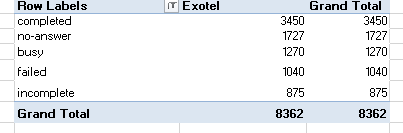 Row Labels Exotel Grand Total
completed 3450 3450
no-answer 1727 1727
busy 1270 1270
failed 1040 1040
incomplete 875 875
Grand Total 8362 8362